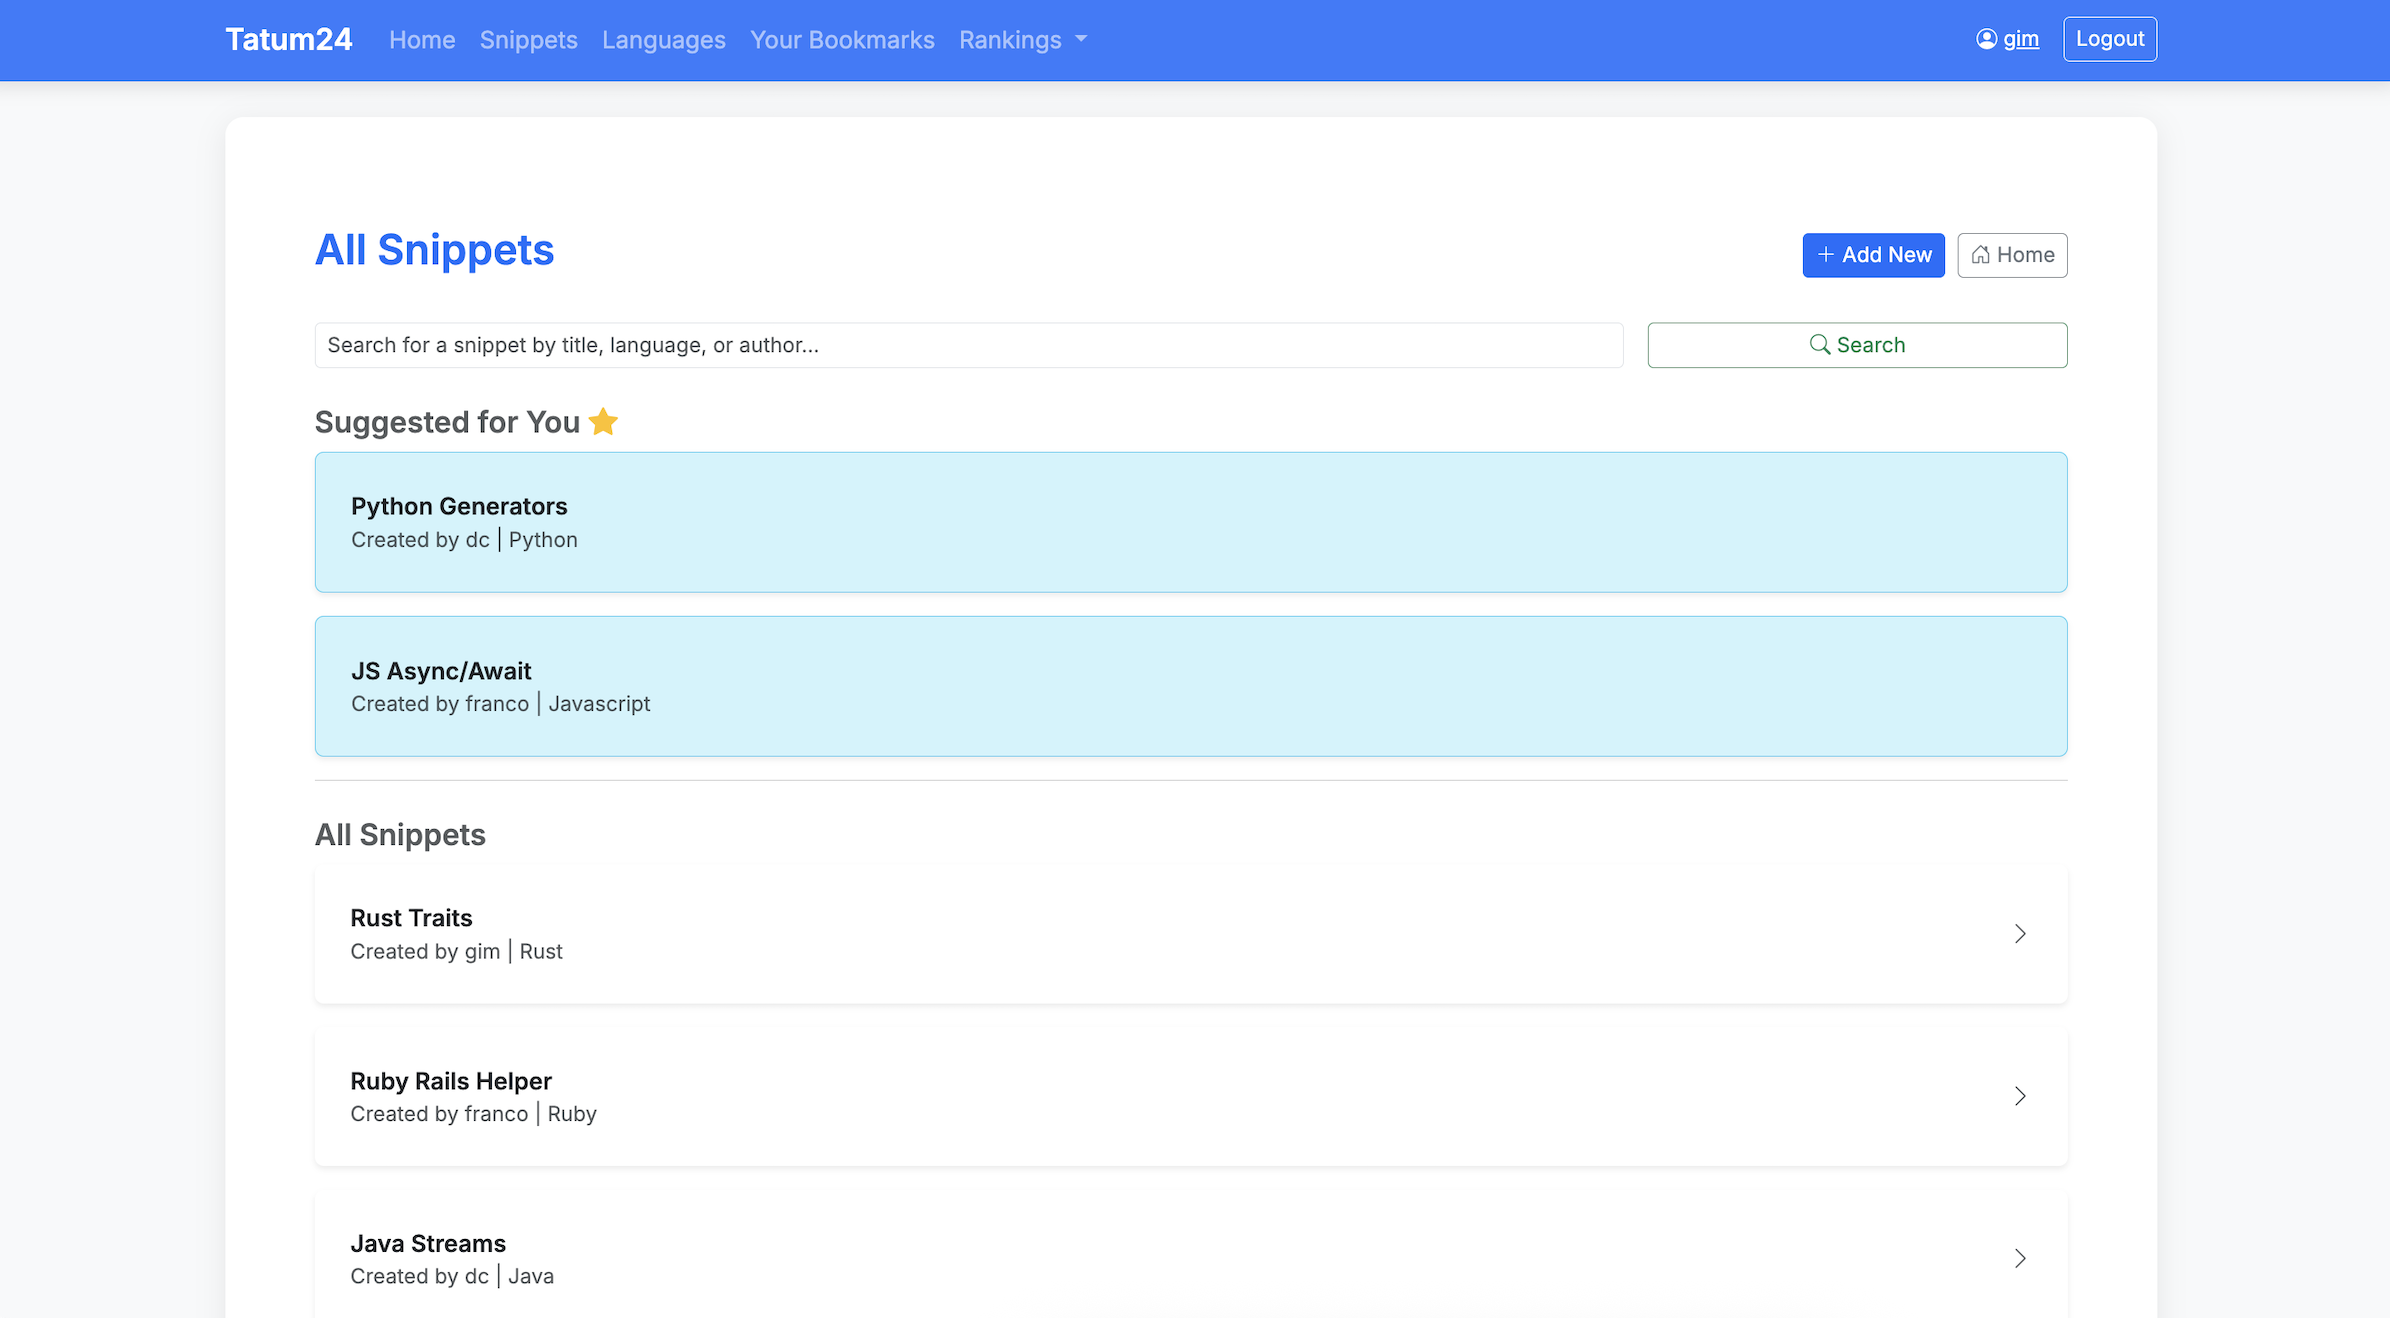 Tatum24 Home Snippets Languages Your Bookmarks Rankings gim Logout
All Snippets
+ Add New Home
Search for a snippet by title, language, or author...
Search
Suggested for You
Python Generators
Created by dc | Python
JS Async/Await
Created by franco | Javascript
All Snippets
Rust Traits
Created by gim | Rust
Ruby Rails Helper
Created by franco | Ruby
Java Streams
Created by dc | Java